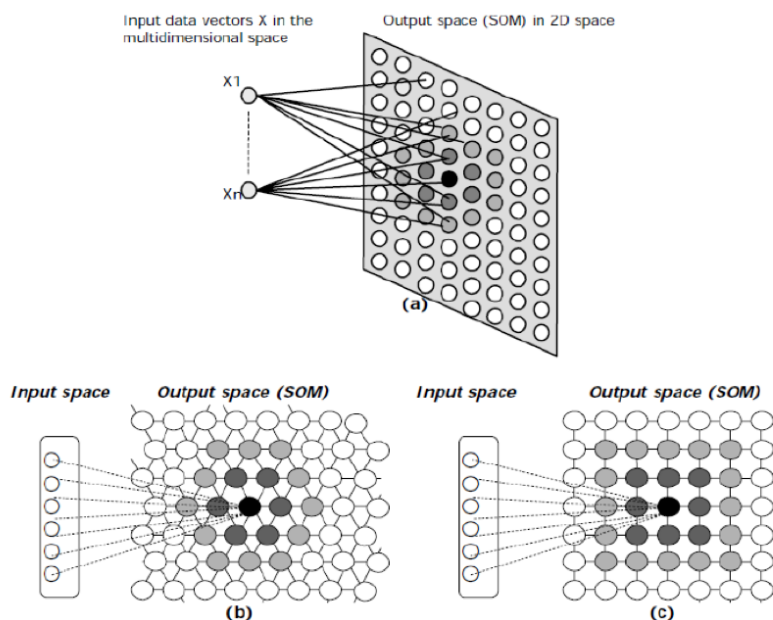 Input data vectors X in the
multidimensional space
Output space (SOM) in 2D space
X1
Xn
(a)
Input space
Output space (SOM)
Input space
Output space (SOM)
(b)
(c)